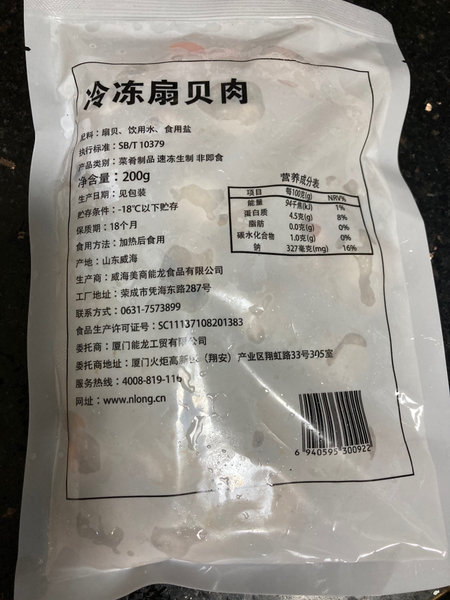 冷冻扇贝肉
配料：扇贝、饮用水、食用盐
执行标准：SB/T 10379
产品类别：菜肴制品 速冻生制 非即食
净含量：200g
生产日期：见包装
贮存条件：-18℃以下贮存
保质期：18个月
食用方法：加热后食用
产地：山东威海
生产商：威海美商能龙食品有限公司
工厂地址：荣成市凭海东路287号
联系方式：0631-7573899
食品生产许可证号：SC11137108201383
委托商：厦门能龙工贸有限公司
委托商地址：厦门火炬高新区（翔安）产业区翔虹路33号305室
服务热线：4008-819-116
网址：www.nlong.cn
营养成分表
项目 每100克(g) NRV%
能量 94千焦(kJ) 1%
蛋白质 4.5克(g) 8%
脂肪 0.0克(g) 0%
碳水化合物 1.0克(g) 0%
钠 327毫克(mg) 16%
6 940595 300922